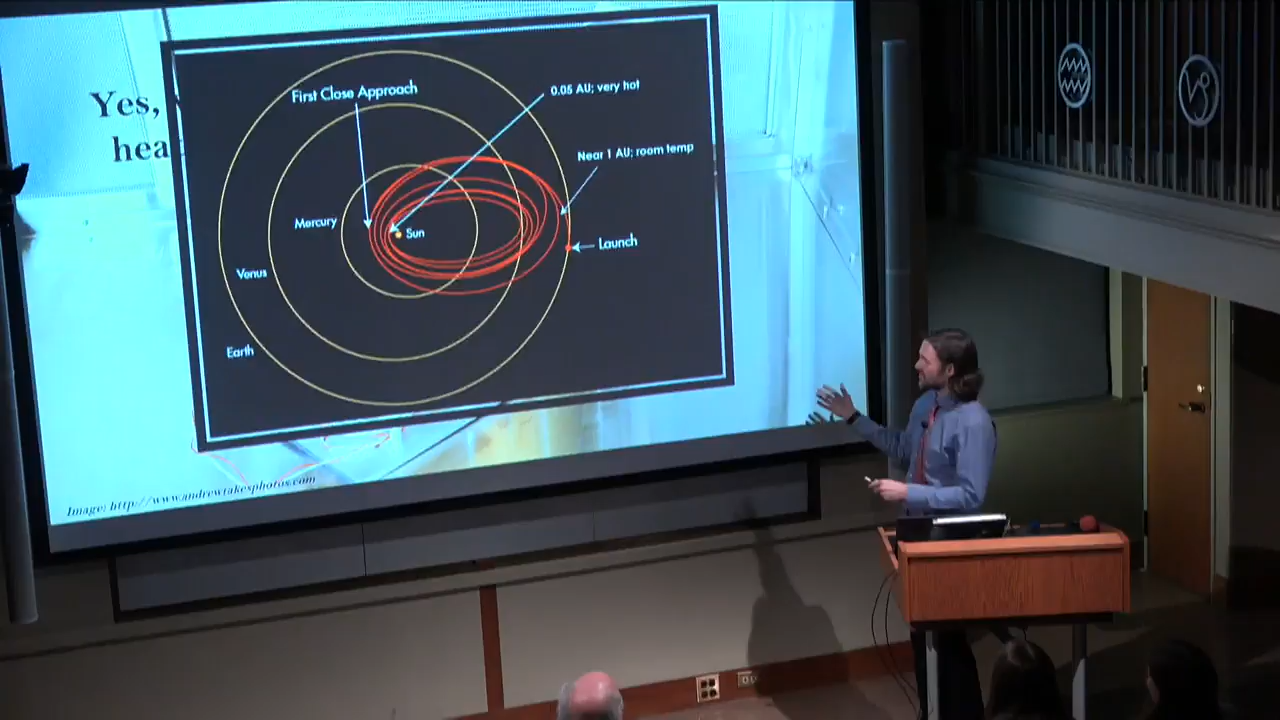 Yes,
hea
First Close Approach
0.05 AU; very hot
Near 1 AU; room temp
Mercury
Sun
Launch
Venus
Earth
Image: http://www.andrewtakesphotos.com